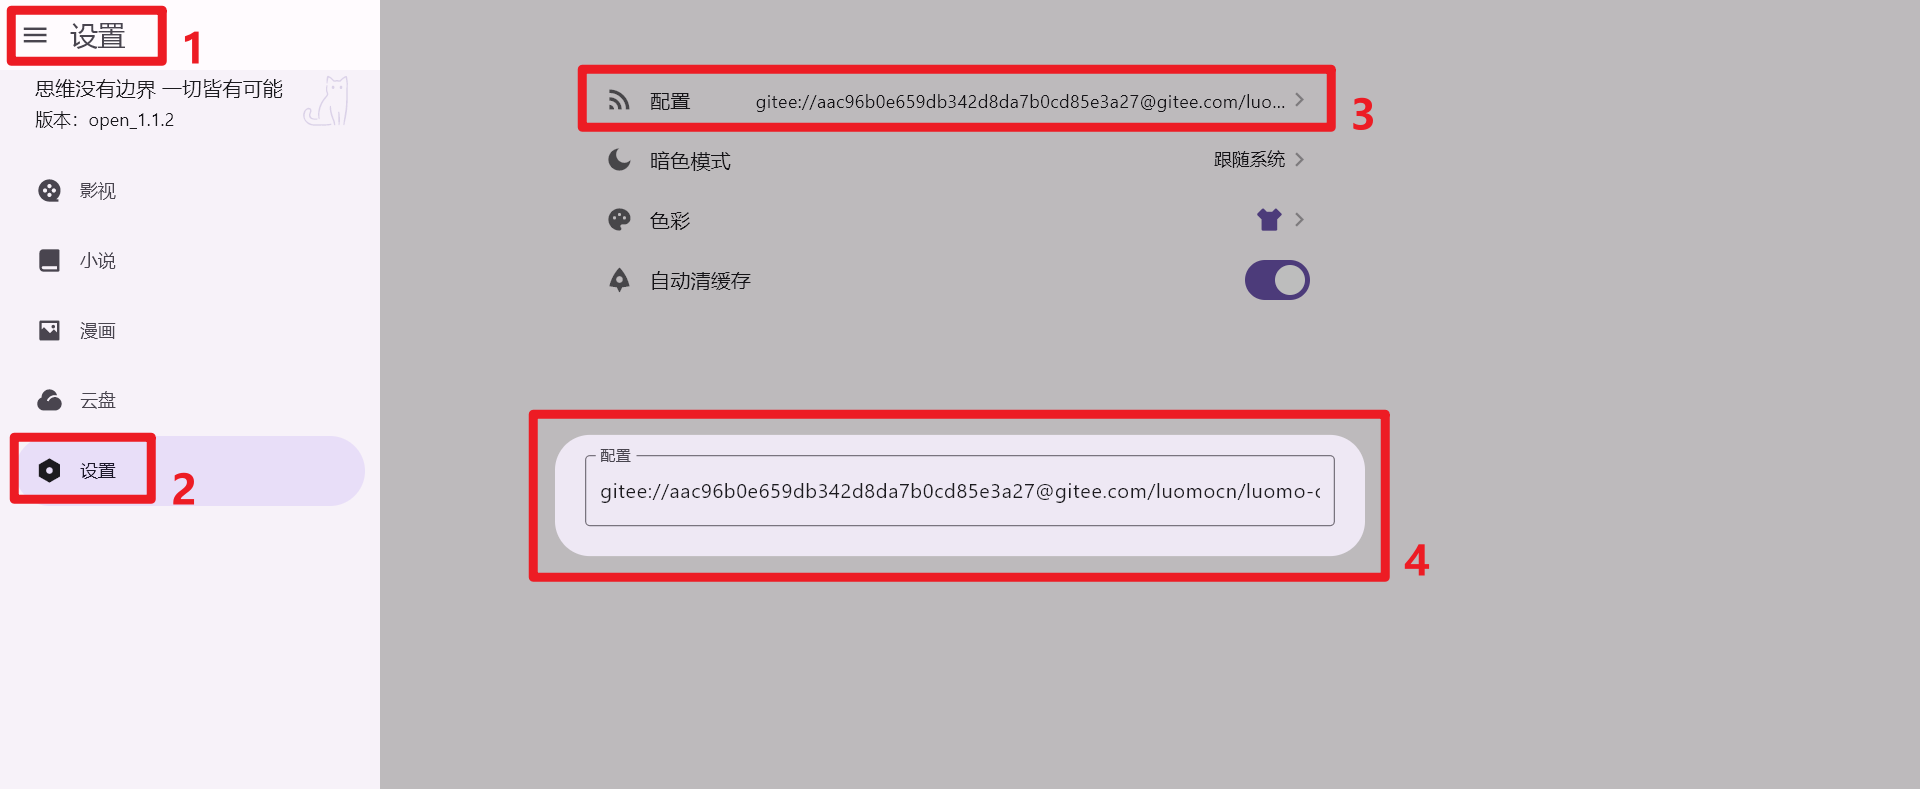 设置
1
思维没有边界 一切皆有可能
版本：open_1.1.2
影视
小说
漫画
云盘
设置
2
配置 gitee://aac96b0e659db342d8da7b0cd85e3a27@gitee.com/luo...
3
暗色模式 跟随系统
色彩
自动清缓存
配置
gitee://aac96b0e659db342d8da7b0cd85e3a27@gitee.com/luomocn/luomo-c
4